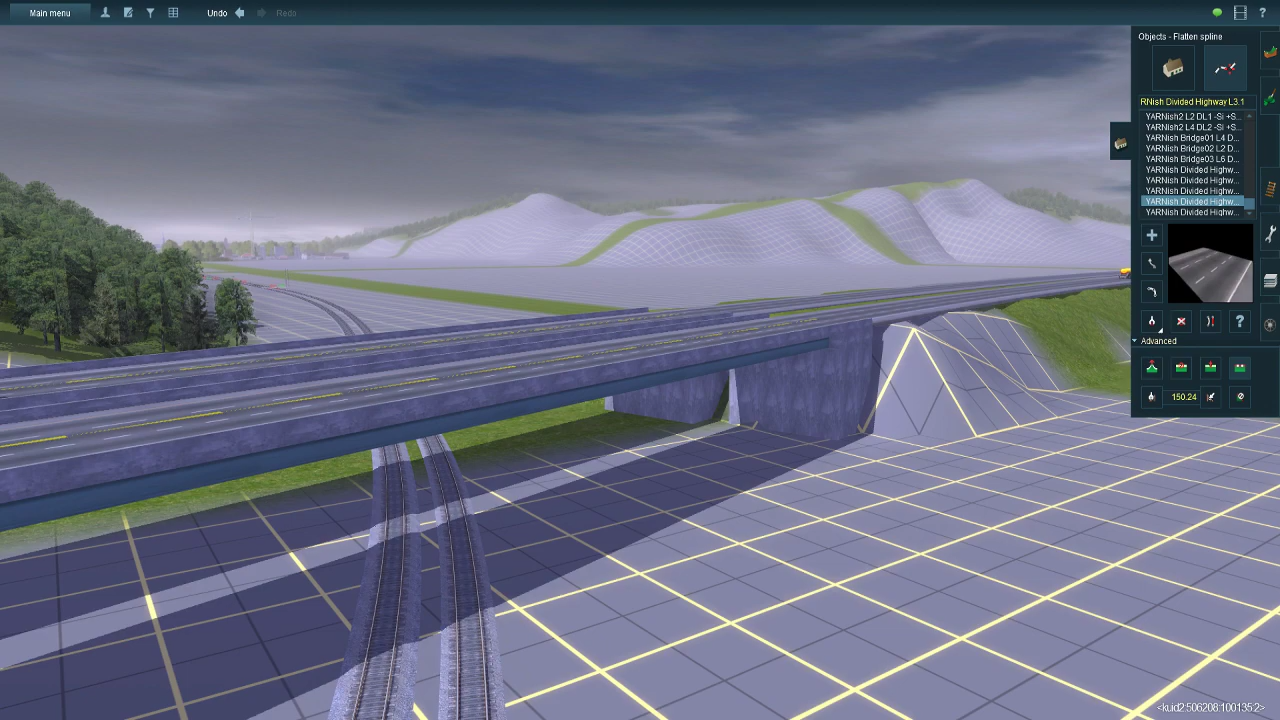 Main menu
Undo
Redo
Objects - Flatten spline
RNish Divided Highway L3.1
YARNish2 L2 DL1 -Si +S...
YARNish2 L4 DL2 -Si +S...
YARNish Bridge01 L4 D...
YARNish Bridge02 L2 D...
YARNish Bridge03 L6 D...
YARNish Divided Highw...
YARNish Divided Highw...
YARNish Divided Highw...
YARNish Divided Highw...
YARNish Divided Highw...
?
?
Advanced
150.24
<kuid2:506208:100135:2>